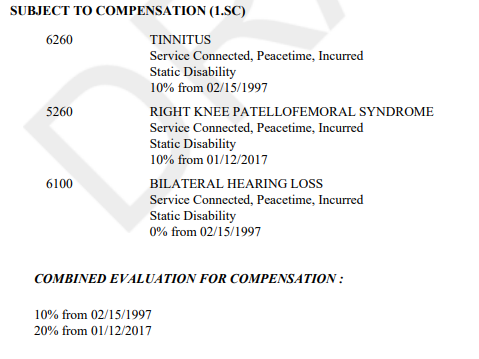 SUBJECT TO COMPENSATION (1.SC)
6260 TINNITUS
Service Connected, Peacetime, Incurred
Static Disability
10% from 02/15/1997
5260 RIGHT KNEE PATELLOFEMORAL SYNDROME
Service Connected, Peacetime, Incurred
Static Disability
10% from 01/12/2017
6100 BILATERAL HEARING LOSS
Service Connected, Peacetime, Incurred
Static Disability
0% from 02/15/1997
COMBINED EVALUATION FOR COMPENSATION :
10% from 02/15/1997
20% from 01/12/2017